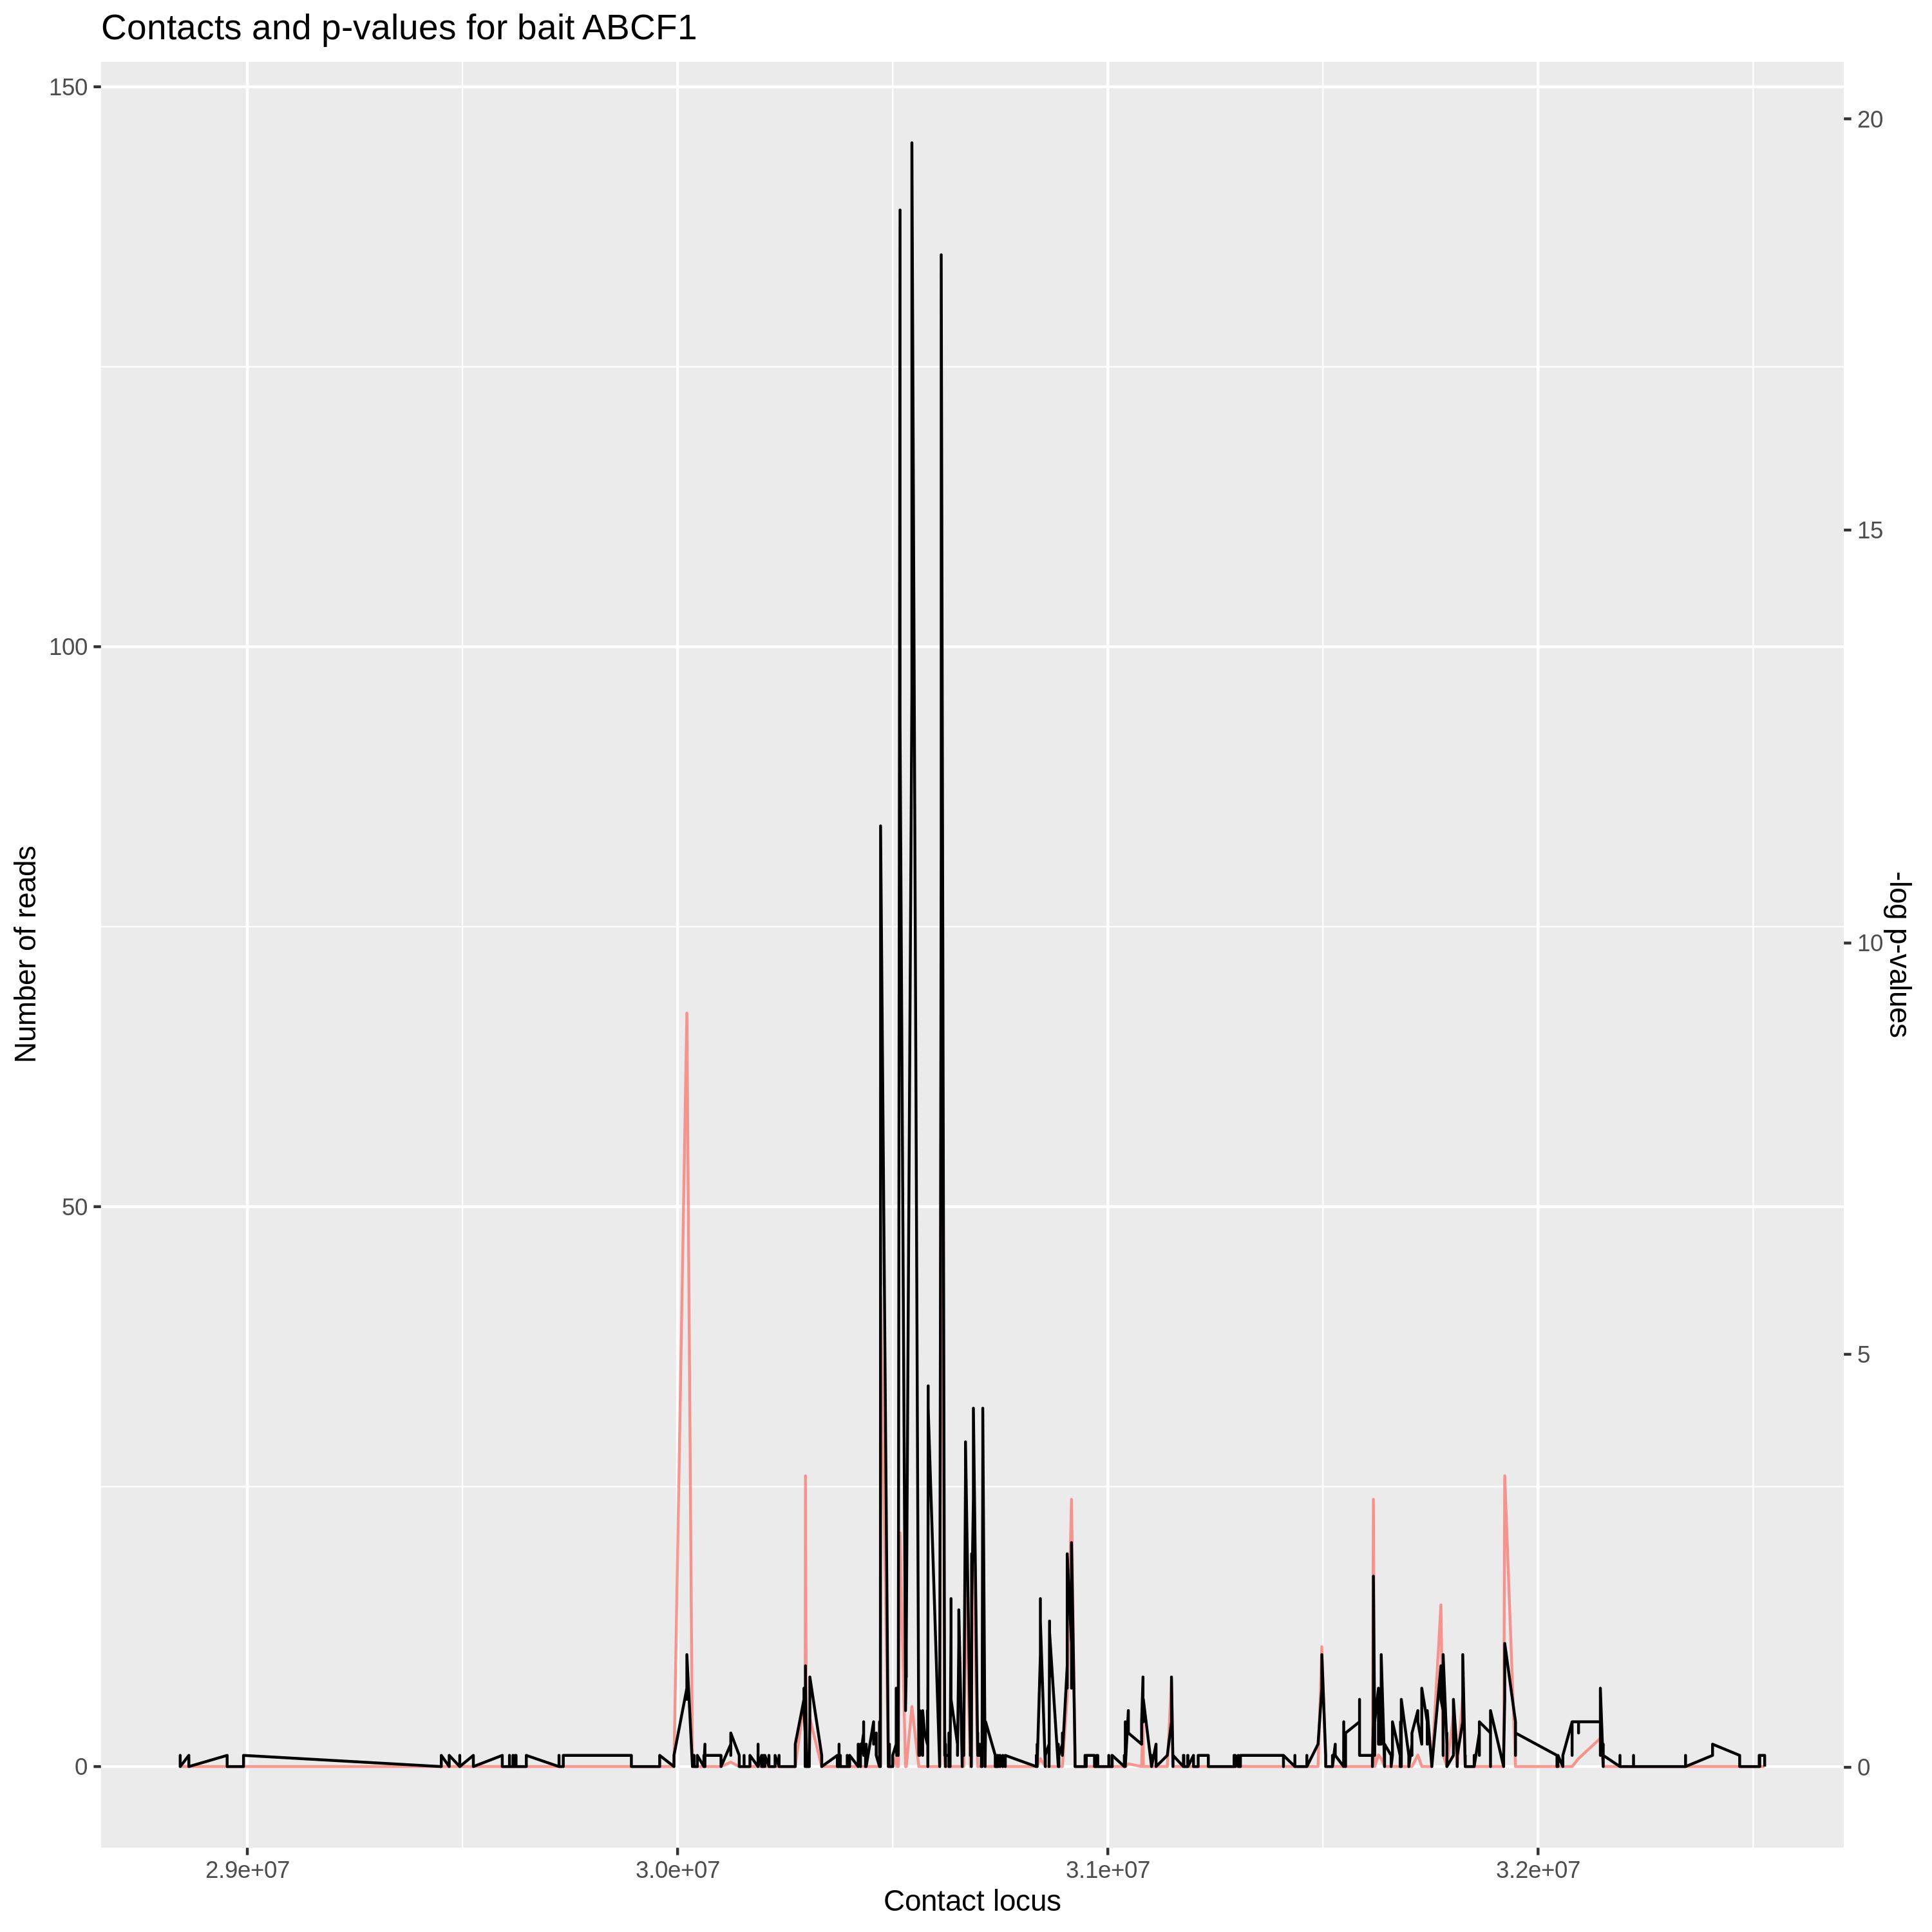 Contacts and p-values for bait ABCF1
150
100
50
0
20
15
10
5
0
Number of reads
-log p-values
2.9e+07 3.0e+07 3.1e+07 3.2e+07
Contact locus